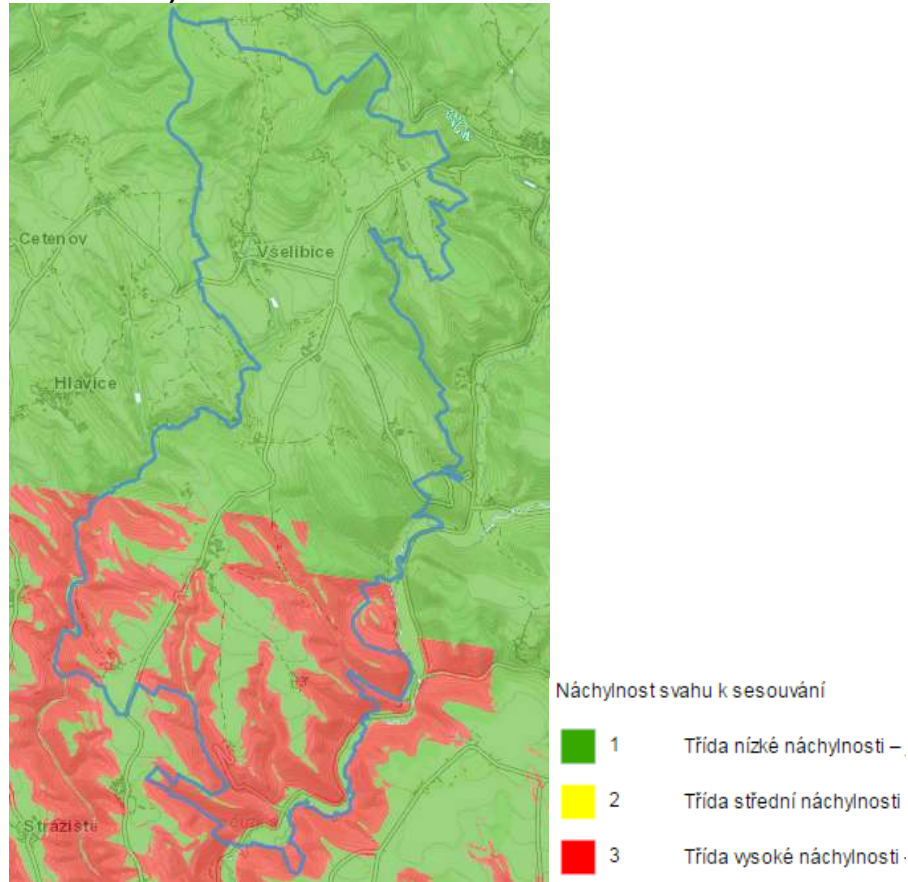 Cetenov
Všelibice
Hlavice
Strážiště
Náchylnost svahu k sesouvání
1 Třída nízké náchylnosti –
2 Třída střední náchylnosti
3 Třída vysoké náchylnosti -